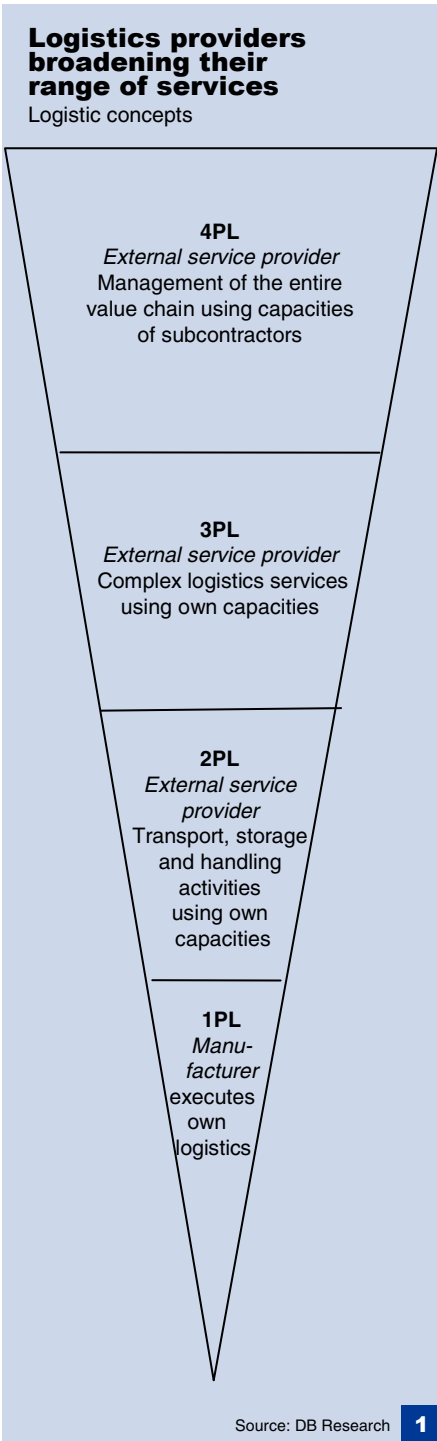 Logistics providers
broadening their
range of services
Logistic concepts
4PL
External service provider
Management of the entire
value chain using capacities
of subcontractors
3PL
External service provider
Complex logistics services
using own capacities
2PL
External service
provider
Transport, storage
and handling
activities
using own
capacities
1PL
Manu-
facturer
executes
own
logistics
Source: DB Research 1